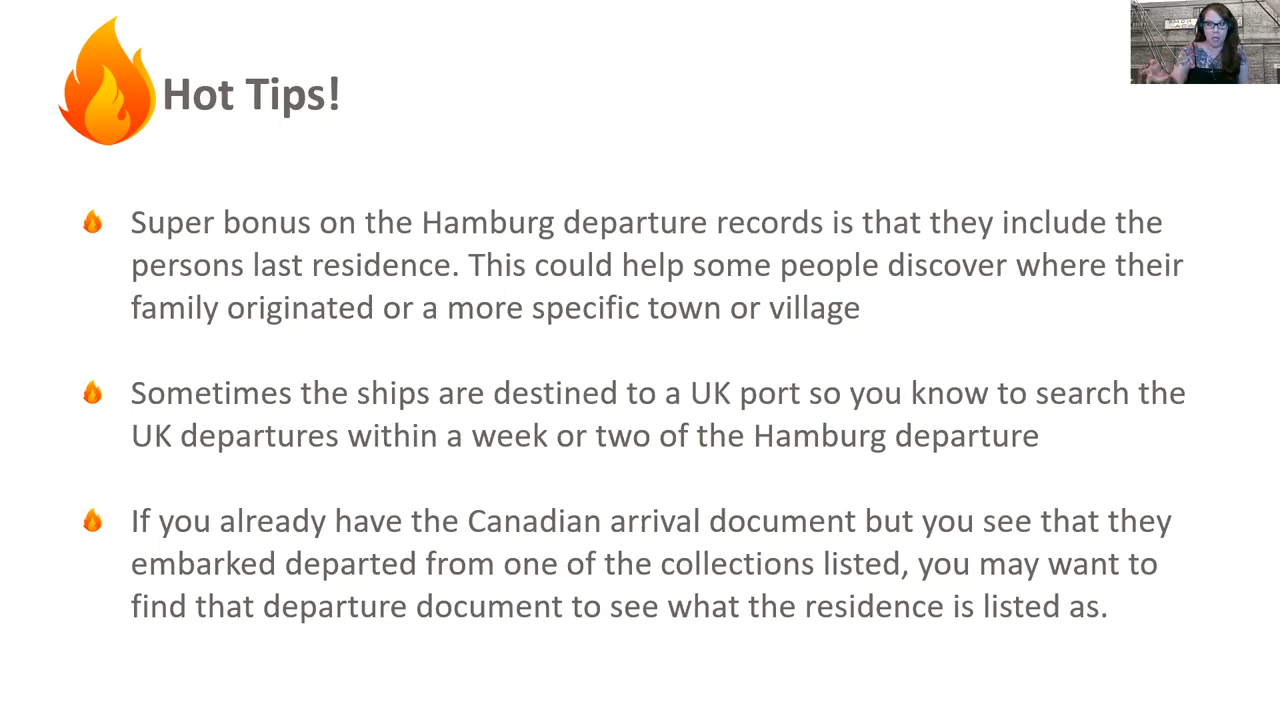 Hot Tips!
Super bonus on the Hamburg departure records is that they include the
persons last residence. This could help some people discover where their
family originated or a more specific town or village
Sometimes the ships are destined to a UK port so you know to search the
UK departures within a week or two of the Hamburg departure
If you already have the Canadian arrival document but you see that they
embarked departed from one of the collections listed, you may want to
find that departure document to see what the residence is listed as.